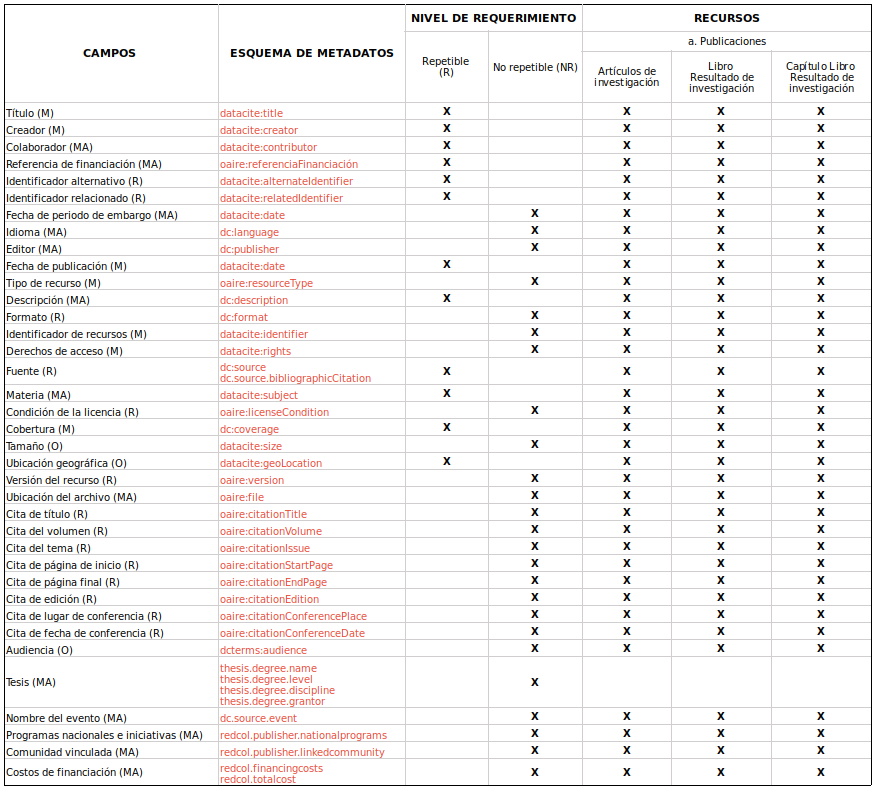 NIVEL DE REQUERIMIENTO RECURSOS
CAMPOS ESQUEMA DE METADATOS a. Publicaciones
Repetible (R) No repetible (NR) Artículos de investigación Libro Resultado de investigación Capítulo Libro Resultado de investigación
Título (M) datacite:title X X X X
Creador (M) datacite:creator X X X X
Colaborador (MA) datacite:contributor X X X X
Referencia de financiación (MA) oaire:referenciaFinanciación X X X X
Identificador alternativo (R) datacite:alternateIdentifier X X X X
Identificador relacionado (R) datacite:relatedIdentifier X X X X
Fecha de periodo de embargo (MA) datacite:date X X X X
Idioma (MA) dc:language X X X X
Editor (MA) dc:publisher X X X X
Fecha de publicación (M) datacite:date X X X X
Tipo de recurso (M) oaire:resourceType X X X X
Descripción (MA) dc:description X X X X
Formato (R) dc:format X X X X
Identificador de recursos (M) datacite:identifier X X X X
Derechos de acceso (M) datacite:rights X X X X
Fuente (R) dc:source
dc.source.bibliographicCitation X X X X
Materia (MA) datacite:subject X X X X
Condición de la licencia (R) oaire:licenseCondition X X X X
Cobertura (M) dc:coverage X X X X
Tamaño (O) datacite:size X X X X
Ubicación geográfica (O) datacite:geoLocation X X X X
Versión del recurso (R) oaire:version X X X X
Ubicación del archivo (MA) oaire:file X X X X
Cita de título (R) oaire:citationTitle X X X X
Cita del volumen (R) oaire:citationVolume X X X X
Cita del tema (R) oaire:citationIssue X X X X
Cita de página de inicio (R) oaire:citationStartPage X X X X
Cita de página final (R) oaire:citationEndPage X X X X
Cita de edición (R) oaire:citationEdition X X X X
Cita de lugar de conferencia (R) oaire:citationConferencePlace X X X X
Cita de fecha de conferencia (R) oaire:citationConferenceDate X X X X
Audiencia (O) dcterms:audience X X X X
Tesis (MA) thesis.degree.name
thesis.degree.level
thesis.degree.discipline
thesis.degree.grantor X
Nombre del evento (MA) dc.source.event X X X X
Programas nacionales e iniciativas (MA) redcol.publisher.nationalprograms X X X X
Comunidad vinculada (MA) redcol.publisher.linkedcommunity X X X X
Costos de financiación (MA) redcol.financingcosts
redcol.totalcost X X X X